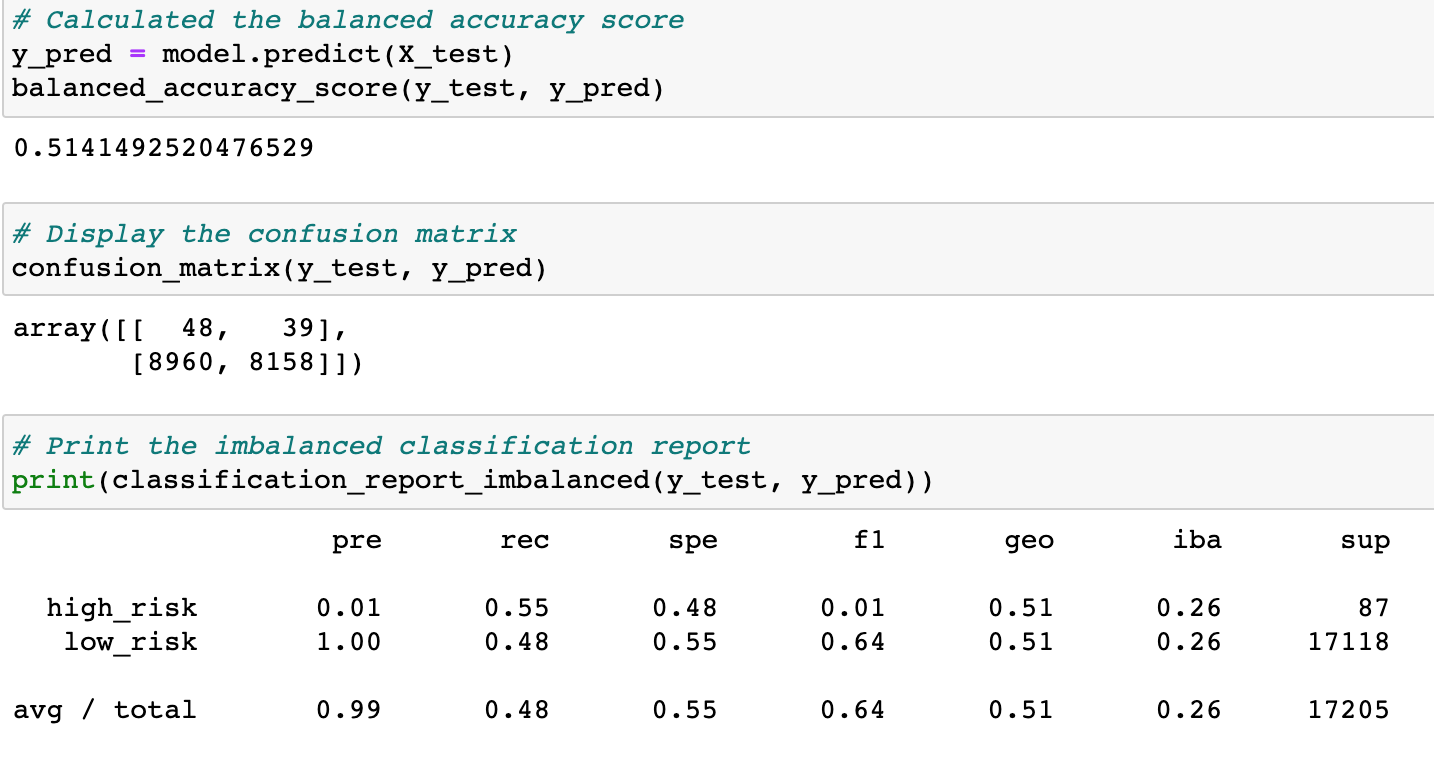 # Calculated the balanced accuracy score
y_pred = model.predict(X_test)
balanced_accuracy_score(y_test, y_pred)
0.5141492520476529
# Display the confusion matrix
confusion_matrix(y_test, y_pred)
array([[  48,   39],
       [8960, 8158]])
# Print the imbalanced classification report
print(classification_report_imbalanced(y_test, y_pred))
                   pre       rec       spe        f1       geo       iba       sup
  high_risk       0.01      0.55      0.48      0.01      0.51      0.26        87
   low_risk       1.00      0.48      0.55      0.64      0.51      0.26     17118
avg / total       0.99      0.48      0.55      0.64      0.51      0.26     17205